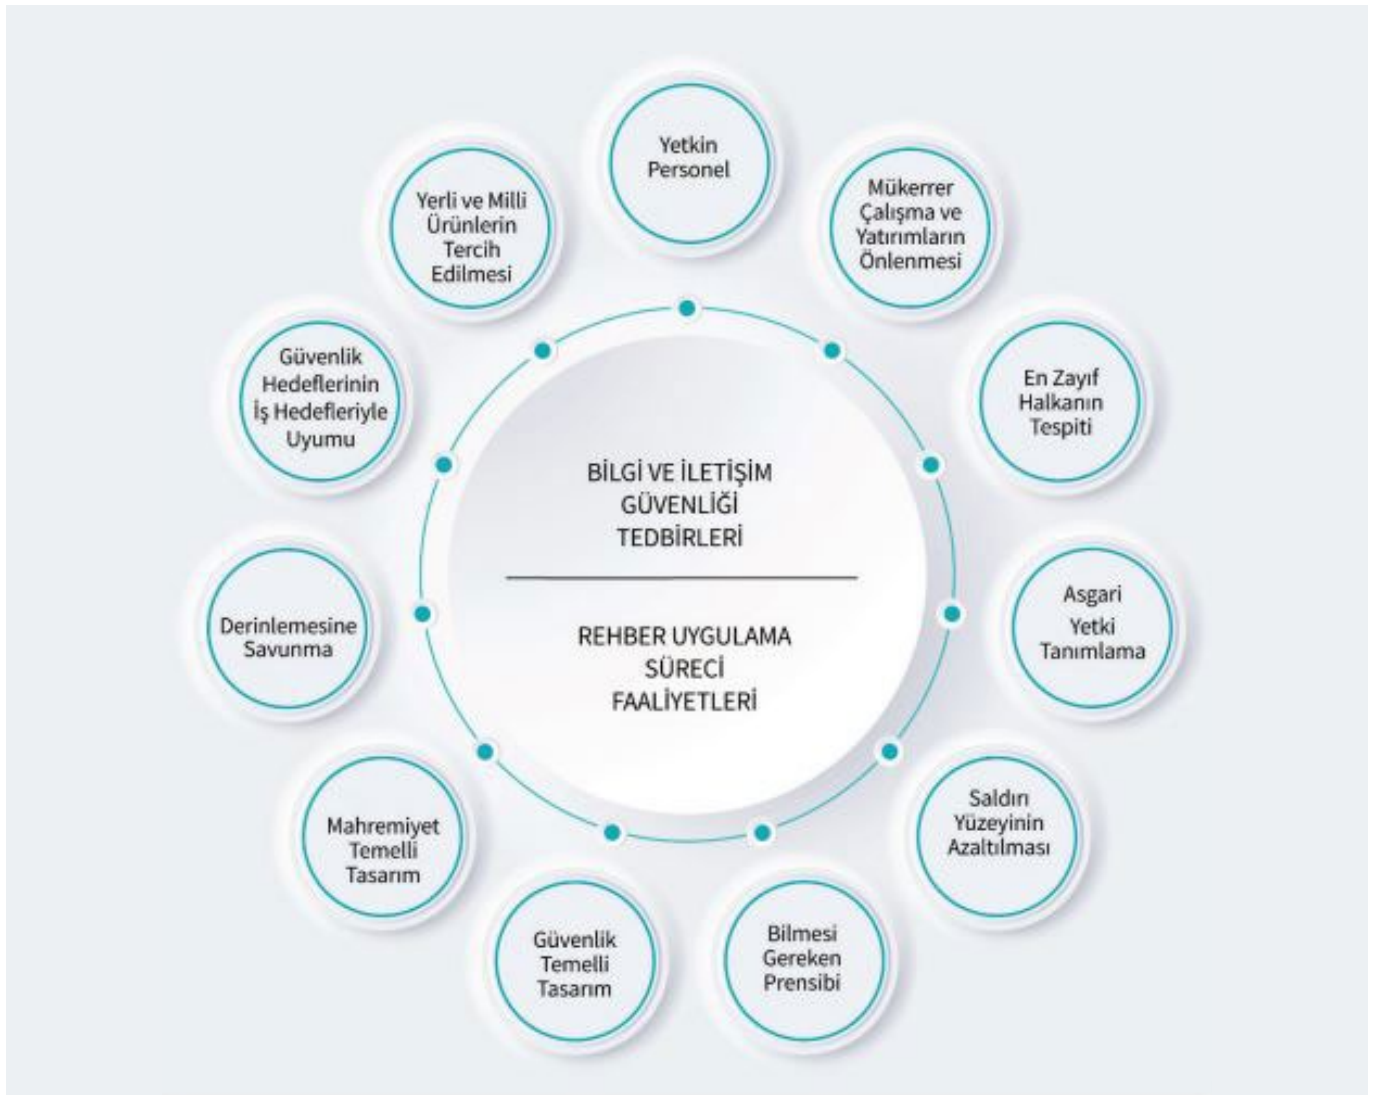 Yetkin
Personel
Mükerrer
Çalışma ve
Yatırımların
Önlenmesi
En Zayıf
Halkanın
Tespiti
Asgari
Yetki
Tanımlama
Saldırı
Yüzeyinin
Azaltılması
Bilmesi
Gereken
Prensibi
Güvenlik
Temelli
Tasarım
Mahremiyet
Temelli
Tasarım
Derinlemesine
Savunma
Güvenlik
Hedeflerinin
İş Hedefleriyle
Uyumu
Yerli ve Milli
Ürünlerin
Tercih
Edilmesi
BİLGİ VE İLETİŞİM
GÜVENLİĞİ
TEDBİRLERİ
REHBER UYGULAMA
SÜRECİ
FAALİYETLERİ